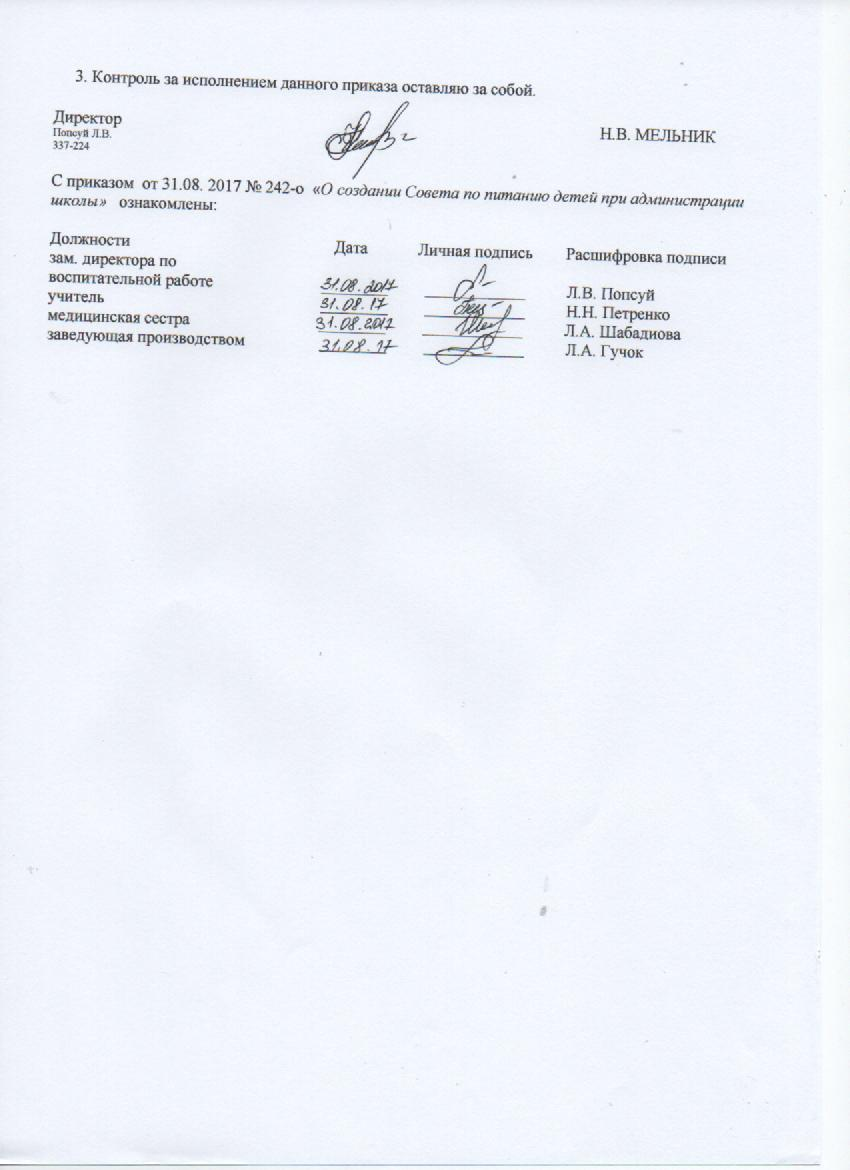 3. Контроль за исполнением данного приказа оставляю за собой.
Директор Н.В. МЕЛЬНИК
Попсуй Л.В.
337-224
С приказом от 31.08. 2017 № 242-о «О создании Совета по питанию детей при администрации
школы» ознакомлены:
Должности Дата Личная подпись Расшифровка подписи
зам. директора по
воспитательной работе 31.08.2017 Л.В. Попсуй
учитель 31.08.17 Н.Н. Петренко
медицинская сестра 31.08.2017 Л.А. Шабадиова
заведующая производством 31.08.17 Л.А. Гучок